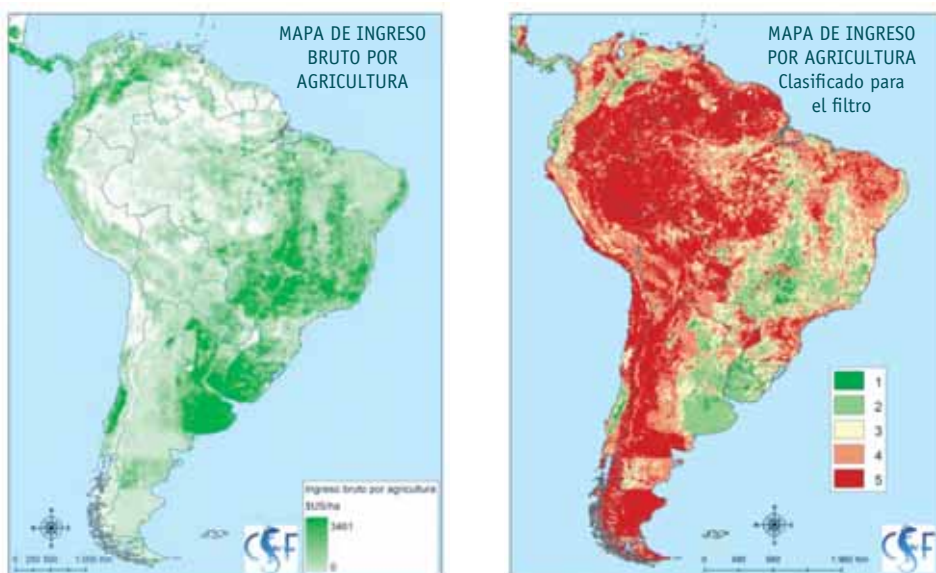 MAPA DE INGRESO
BRUTO POR
AGRICULTURA
Ingreso bruto por agricultura
$US/ha
3461
0
CSF
MAPA DE INGRESO
POR AGRICULTURA
Clasificado para
el filtro
1
2
3
4
5
CSF